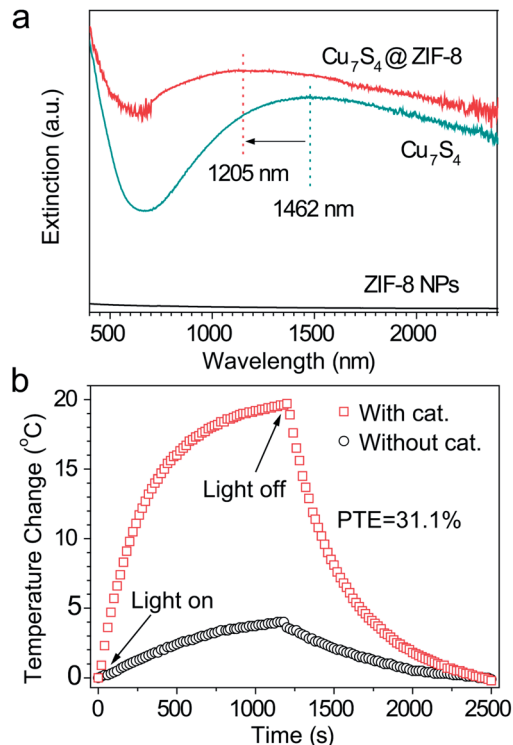 a
Cu₇S₄@ZIF-8
Cu₇S₄
1205 nm
1462 nm
ZIF-8 NPs
Extinction (a.u.)
500 1000 1500 2000
Wavelength (nm)
b
20
15
10
5
0
Temperature Change (°C)
With cat.
Without cat.
Light off
PTE=31.1%
Light on
0 500 1000 1500 2000 2500
Time (s)